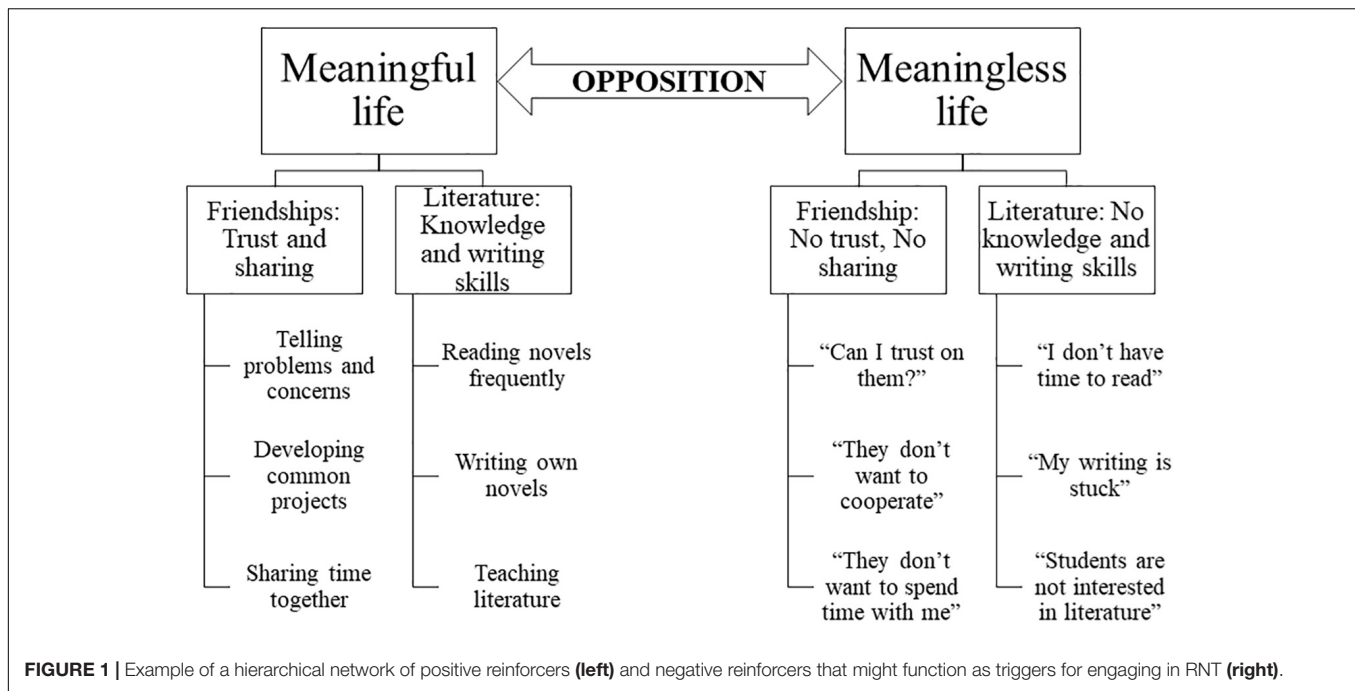 Meaningful
life
OPPOSITION
Meaningless
life
Friendships:
Trust and
sharing
Literature:
Knowledge
and writing
skills
Friendship:
No trust, No
sharing
Literature: No
knowledge and
writing skills
Telling
problems and
concerns
Reading novels
frequently
“Can I trust on
them?”
“I don’t have
time to read”
Developing
common
projects
Writing own
novels
“They don’t
want to
cooperate”
“My writing is
stuck”
Sharing time
together
Teaching
literature
“They don’t
want to spend
time with me”
“Students are
not interested
in literature”
FIGURE 1 | Example of a hierarchical network of positive reinforcers (left) and negative reinforcers that might function as triggers for engaging in RNT (right).